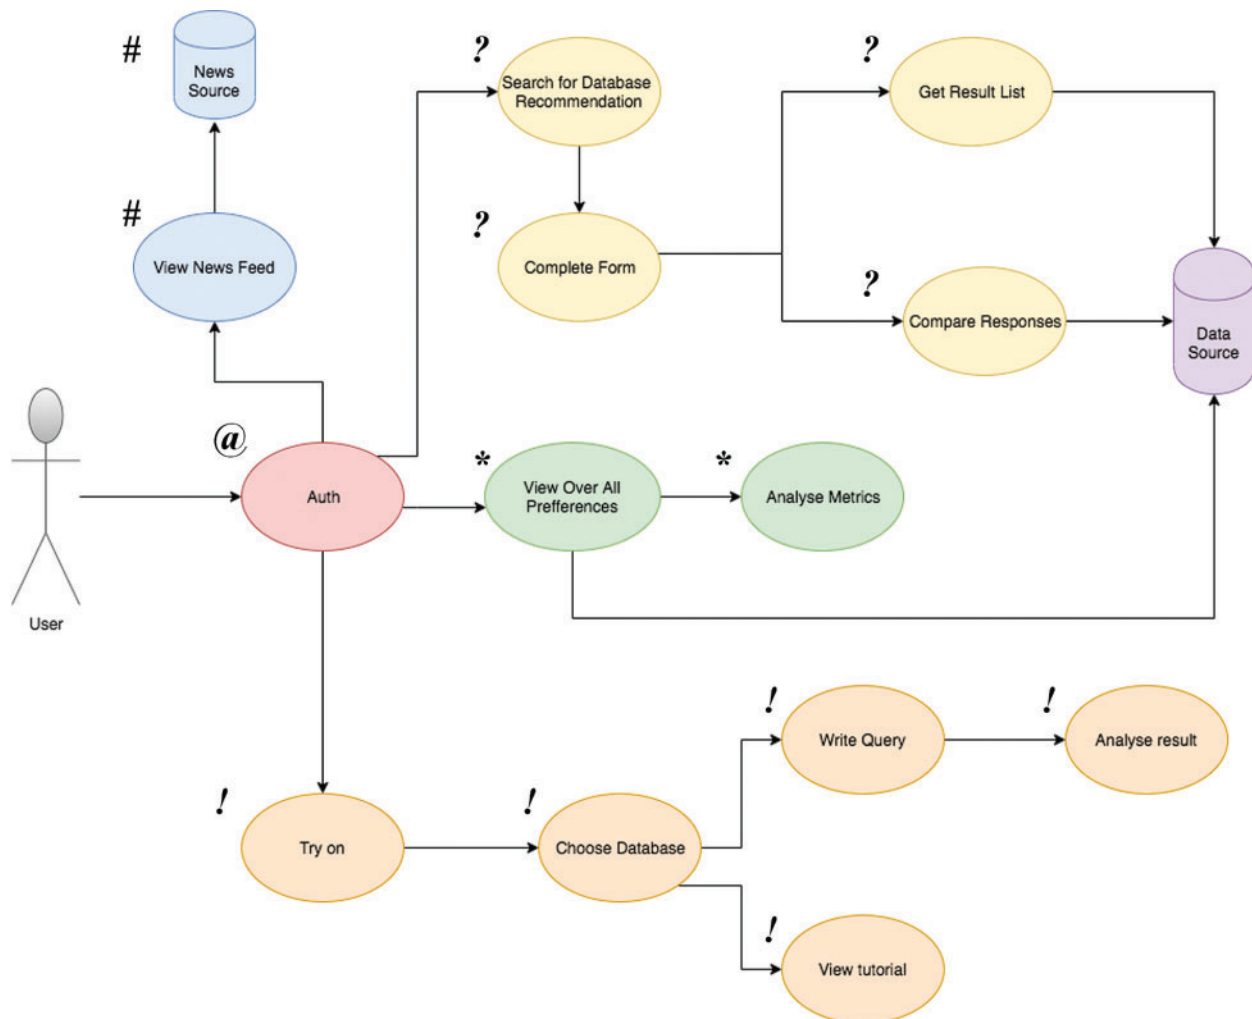 #
News
Source
#
View News Feed
?
Search for Database
Recommendation
?
Complete Form
?
Get Result List
?
Compare Responses
Data
Source
User
@
Auth
*
View Over All
Prefferences
*
Analyse Metrics
!
Try on
!
Choose Database
!
Write Query
!
Analyse result
!
View tutorial